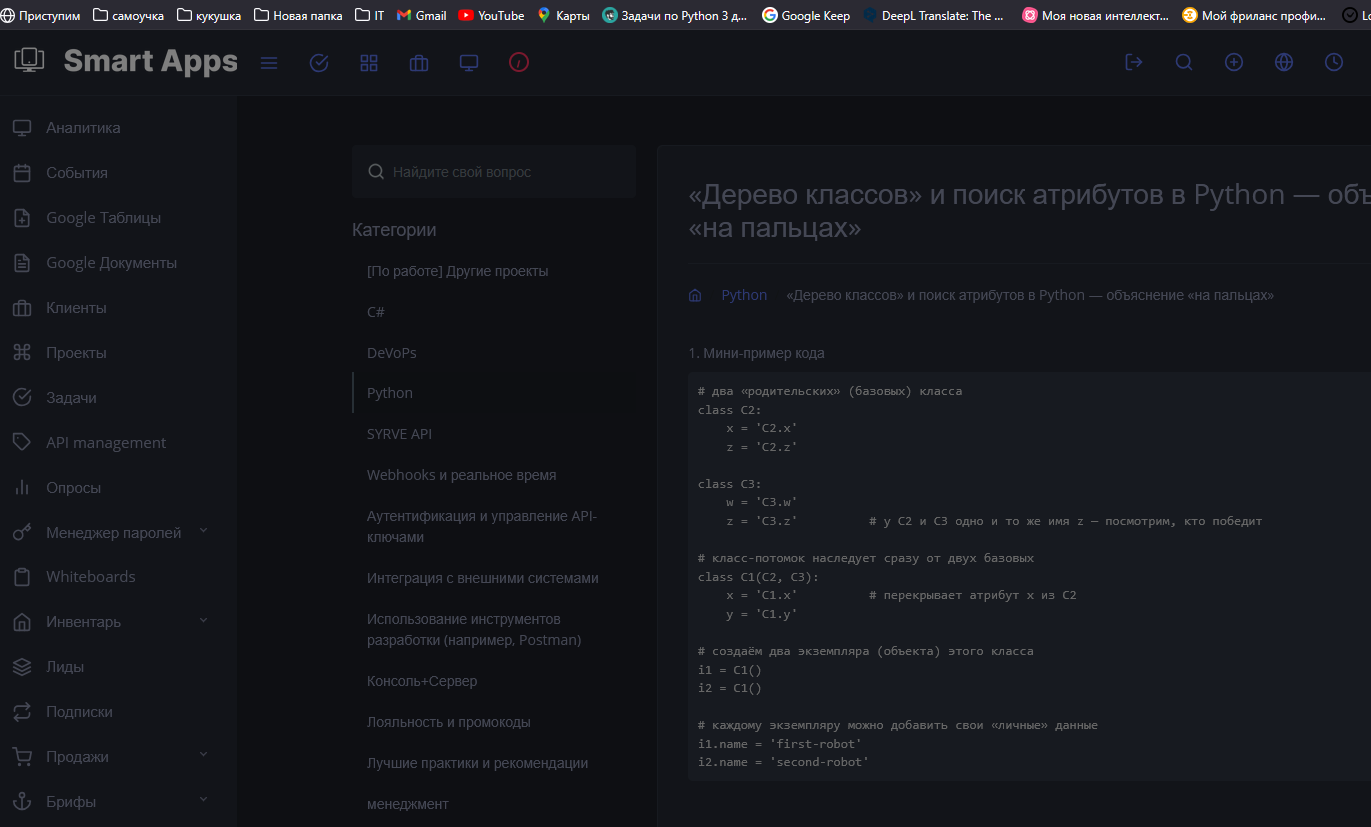 Приступим
самоучка
кукушка
Новая папка
IT
Gmail
YouTube
Карты
Задачи по Python 3 д...
Google Keep
DeepL Translate: The ...
Моя новая интеллект...
Мой фриланс профи...
Lo
Smart Apps
Аналитика
События
Google Таблицы
Google Документы
Клиенты
Проекты
Задачи
API management
Опросы
Менеджер паролей
Whiteboards
Инвентарь
Лиды
Подписки
Продажи
Брифы
Найдите свой вопрос
Категории
[По работе] Другие проекты
C#
DeVoPs
Python
SYRVE API
Webhooks и реальное время
Аутентификация и управление API-
ключами
Интеграция с внешними системами
Использование инструментов
разработки (например, Postman)
Консоль+Сервер
Лояльность и промокоды
Лучшие практики и рекомендации
менеджмент
«Дерево классов» и поиск атрибутов в Python — объ
«на пальцах»
Python «Дерево классов» и поиск атрибутов в Python — объяснение «на пальцах»
1. Мини-пример кода
# два «родительских» (базовых) класса
class C2:
    x = 'C2.x'
    z = 'C2.z'
class C3:
    w = 'C3.w'
    z = 'C3.z'          # у C2 и C3 одно и то же имя z — посмотрим, кто победит
# класс-потомок наследует сразу от двух базовых
class C1(C2, C3):
    x = 'C1.x'          # перекрывает атрибут x из C2
    y = 'C1.y'
# создаём два экземпляра (объекта) этого класса
i1 = C1()
i2 = C1()
# каждому экземпляру можно добавить свои «личные» данные
i1.name = 'first-robot'
i2.name = 'second-robot'